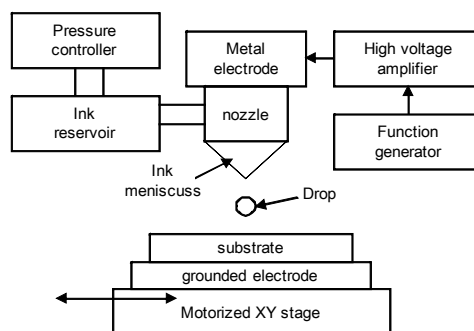 Pressure
controller
Metal
electrode
High voltage
amplifier
Ink
reservoir
nozzle
Function
generator
Ink
meniscuss
Drop
substrate
grounded electrode
Motorized XY stage